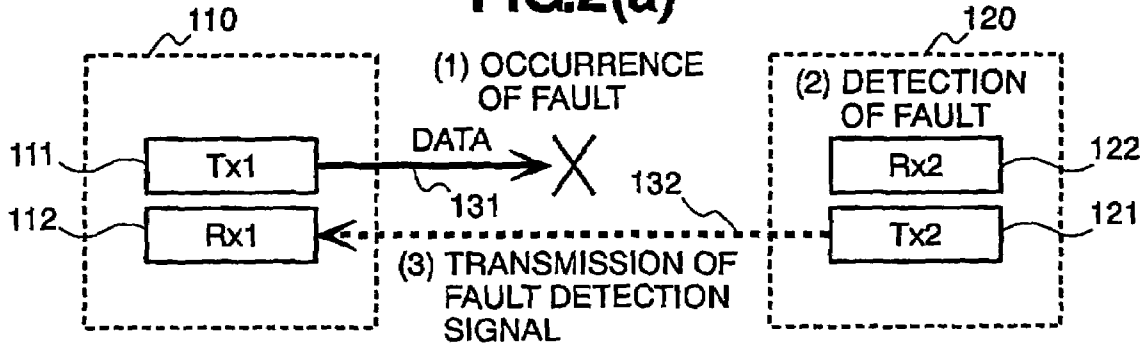 FIG.2(a)
110
120
(1) OCCURRENCE
OF FAULT
(2) DETECTION
OF FAULT
111
Tx1
DATA
131
Rx2
122
112
Rx1
132
Tx2
121
(3) TRANSMISSION OF
FAULT DETECTION
SIGNAL